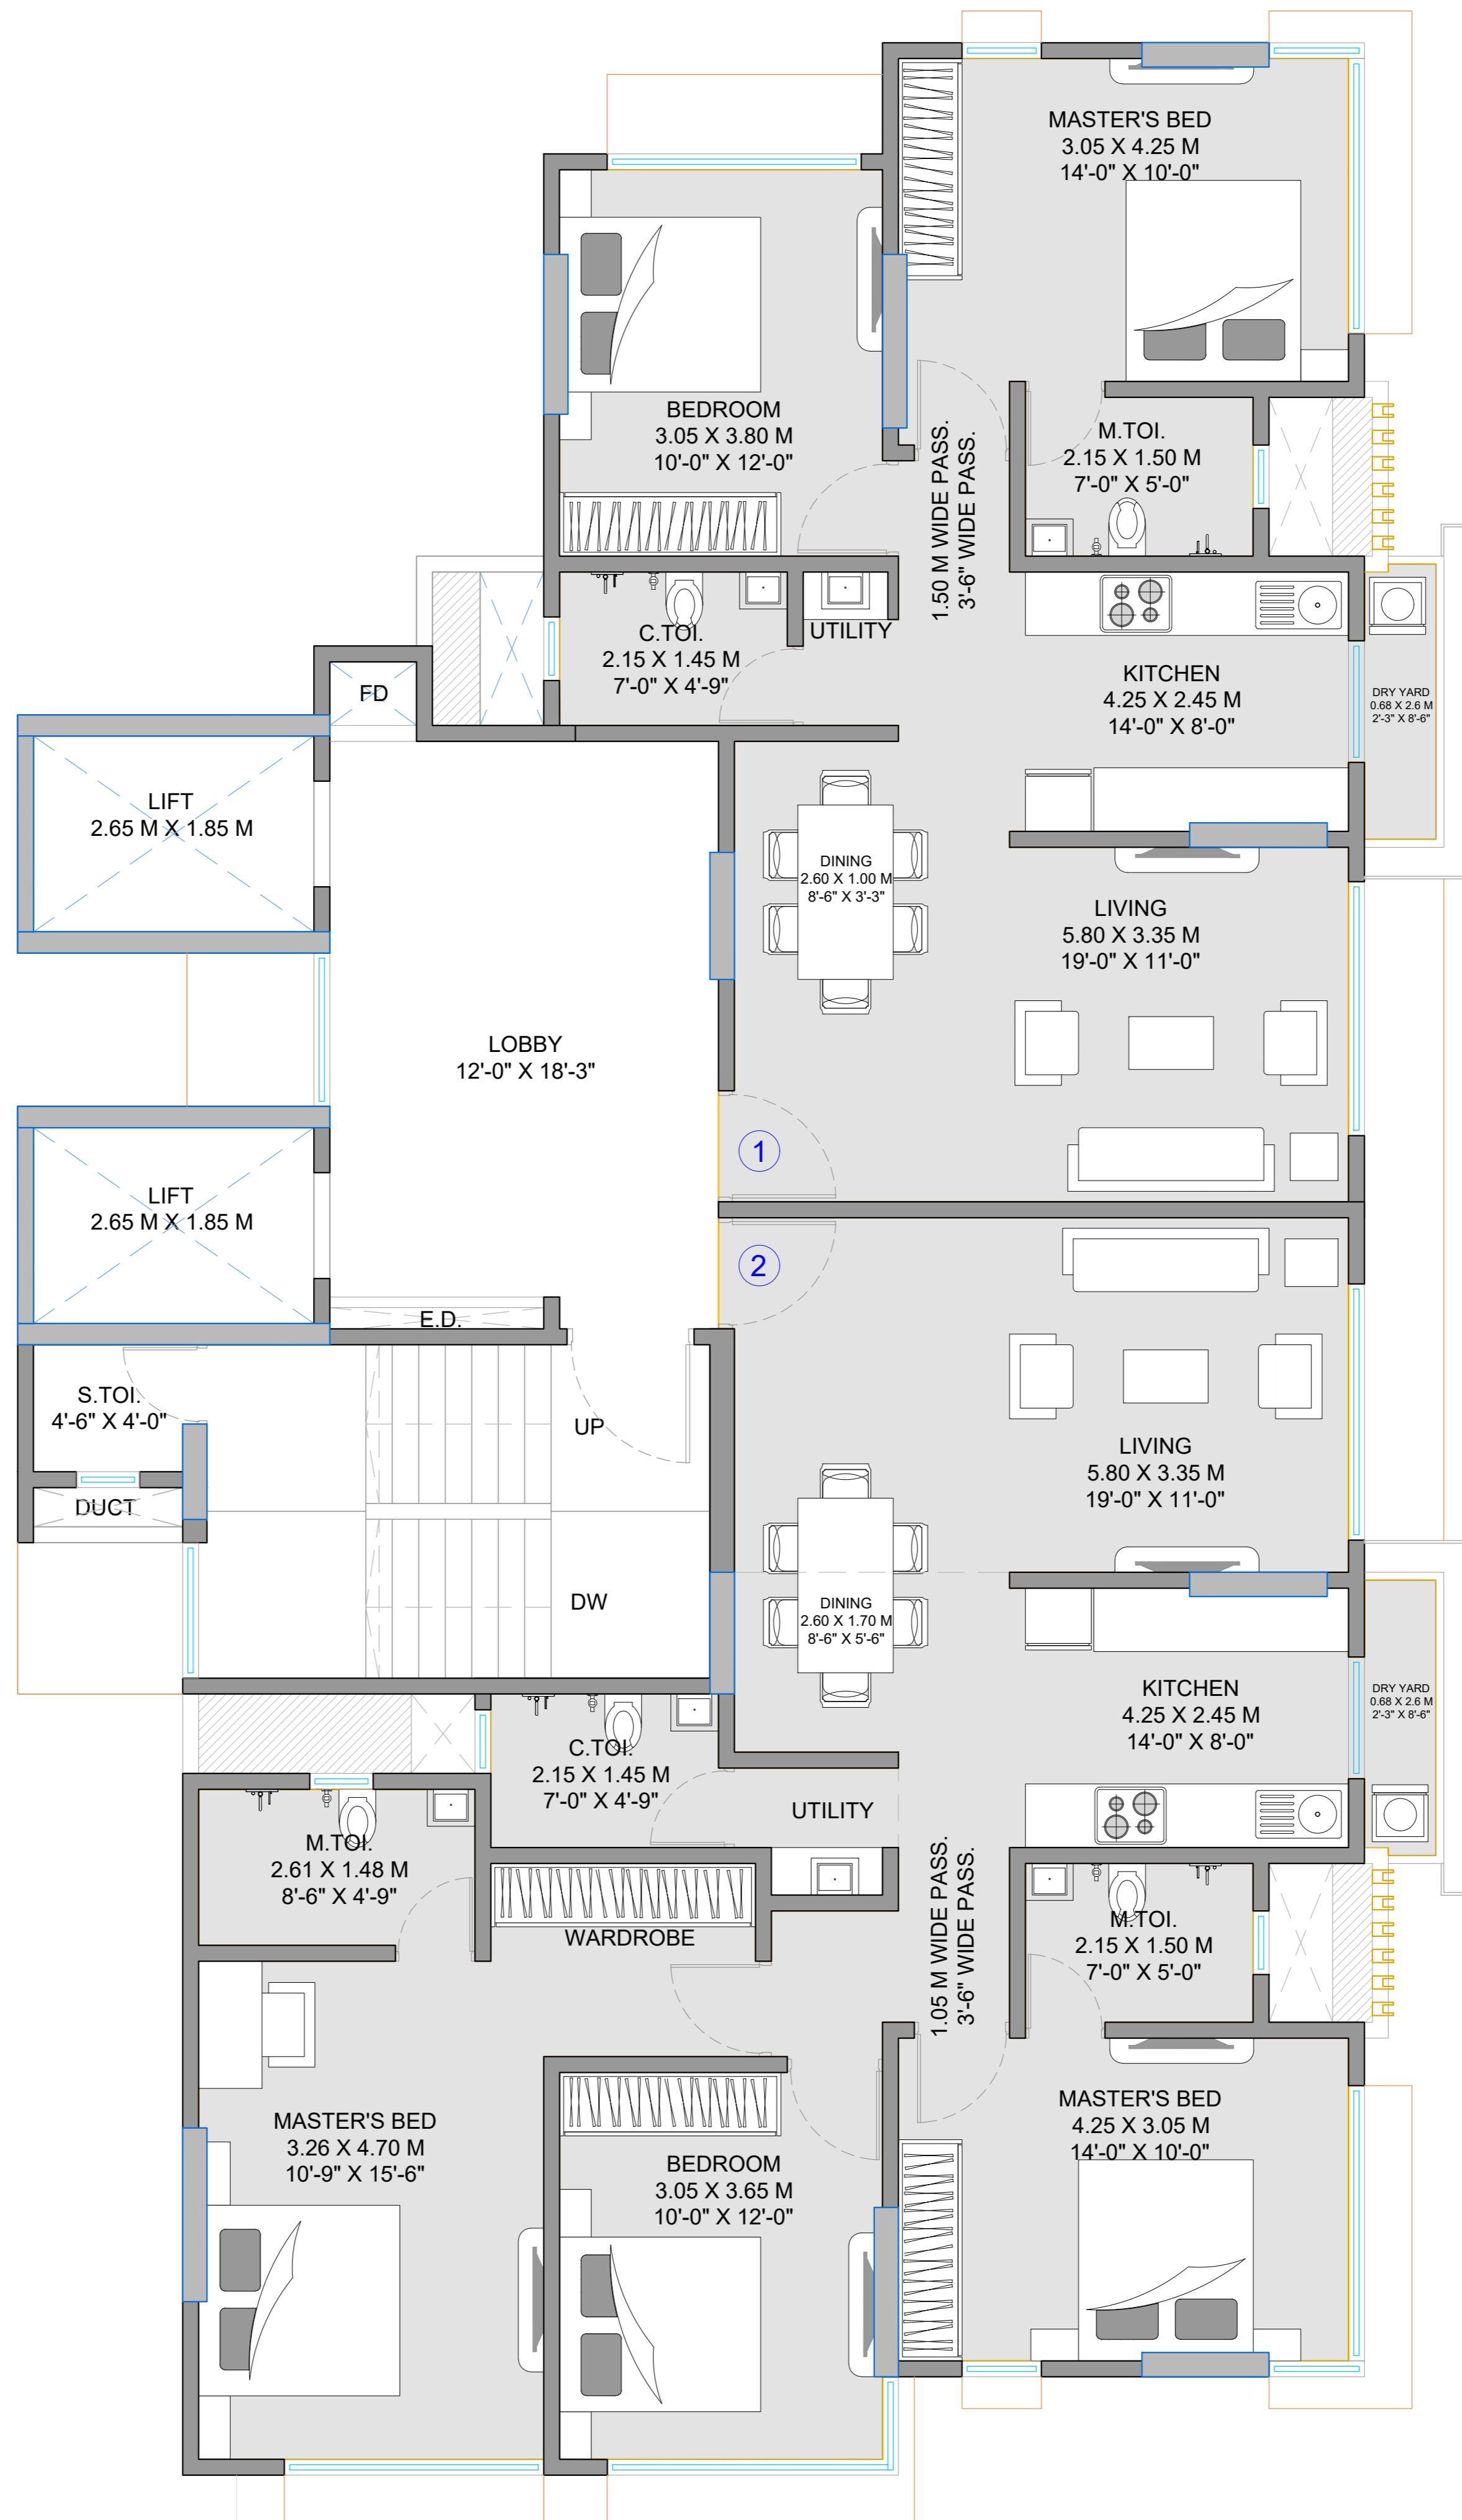 MASTER'S BED
3.05 X 4.25 M
14'-0" X 10'-0"
BEDROOM
3.05 X 3.80 M
10'-0" X 12'-0"
1.50 M WIDE PASS.
3'-6" WIDE PASS.
M.TOI.
2.15 X 1.50 M
7'-0" X 5'-0"
C.TOI.
2.15 X 1.45 M
7'-0" X 4'-9"
UTILITY
KITCHEN
4.25 X 2.45 M
14'-0" X 8'-0"
DRY YARD
0.68 X 2.6 M
2'-3" X 8'-6"
FD
LIFT
2.65 M X 1.85 M
DINING
2.60 X 1.00 M
8'-6" X 3'-3"
LIVING
5.80 X 3.35 M
19'-0" X 11'-0"
LOBBY
12'-0" X 18'-3"
1
LIFT
2.65 M X 1.85 M
2
E.D.
S.TOI.
4'-6" X 4'-0"
UP
LIVING
5.80 X 3.35 M
19'-0" X 11'-0"
DUCT
DW
DINING
2.60 X 1.70 M
8'-6" X 5'-6"
KITCHEN
4.25 X 2.45 M
14'-0" X 8'-0"
DRY YARD
0.68 X 2.6 M
2'-3" X 8'-6"
C.TOI.
2.15 X 1.45 M
7'-0" X 4'-9"
UTILITY
M.TOI.
2.61 X 1.48 M
8'-6" X 4'-9"
WARDROBE
1.05 M WIDE PASS.
3'-6" WIDE PASS.
M.TOI.
2.15 X 1.50 M
7'-0" X 5'-0"
MASTER'S BED
3.26 X 4.70 M
10'-9" X 15'-6"
BEDROOM
3.05 X 3.65 M
10'-0" X 12'-0"
MASTER'S BED
4.25 X 3.05 M
14'-0" X 10'-0"